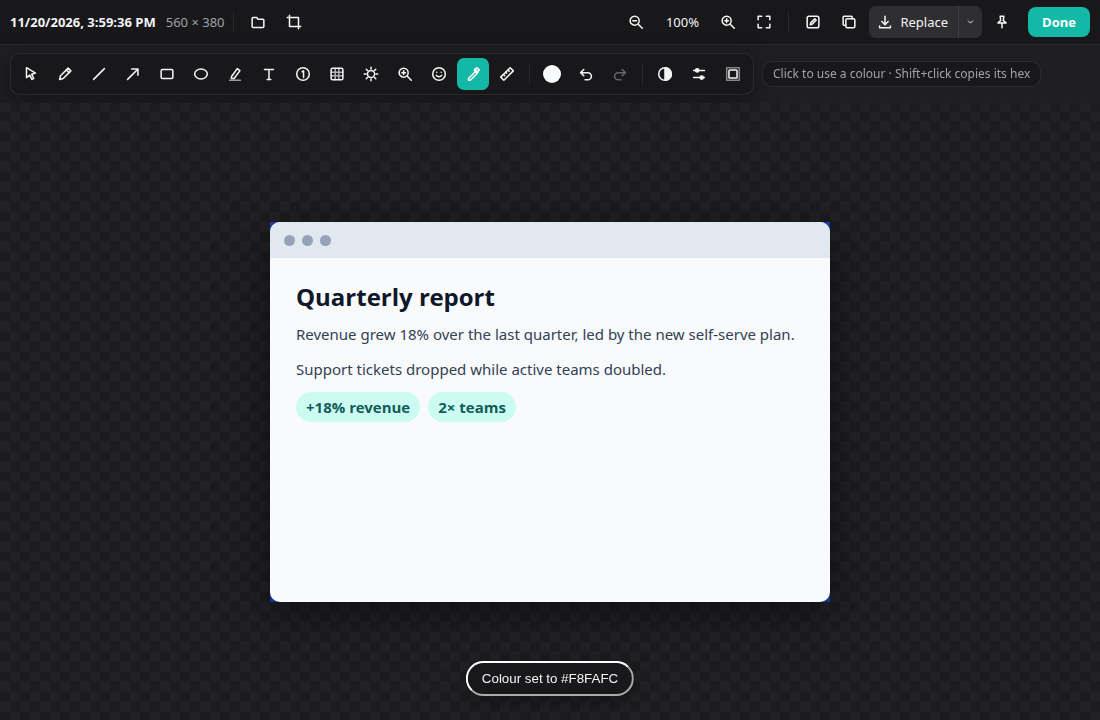 11/20/2026, 3:59:36 PM 560 × 380
100%
Replace
Done
Click to use a colour · Shift+click copies its hex
Quarterly report
Revenue grew 18% over the last quarter, led by the new self-serve plan.
Support tickets dropped while active teams doubled.
+18% revenue 2× teams
Colour set to #F8FAFC